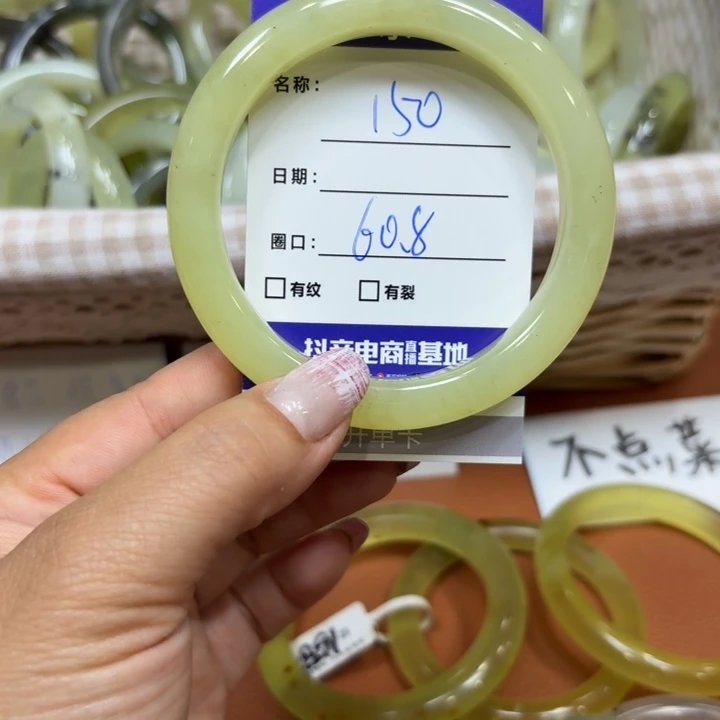 名称: 150
日期:
圈口: 60.8
□有纹 □有裂
抖音电商直播基地
开单卡
不点菜